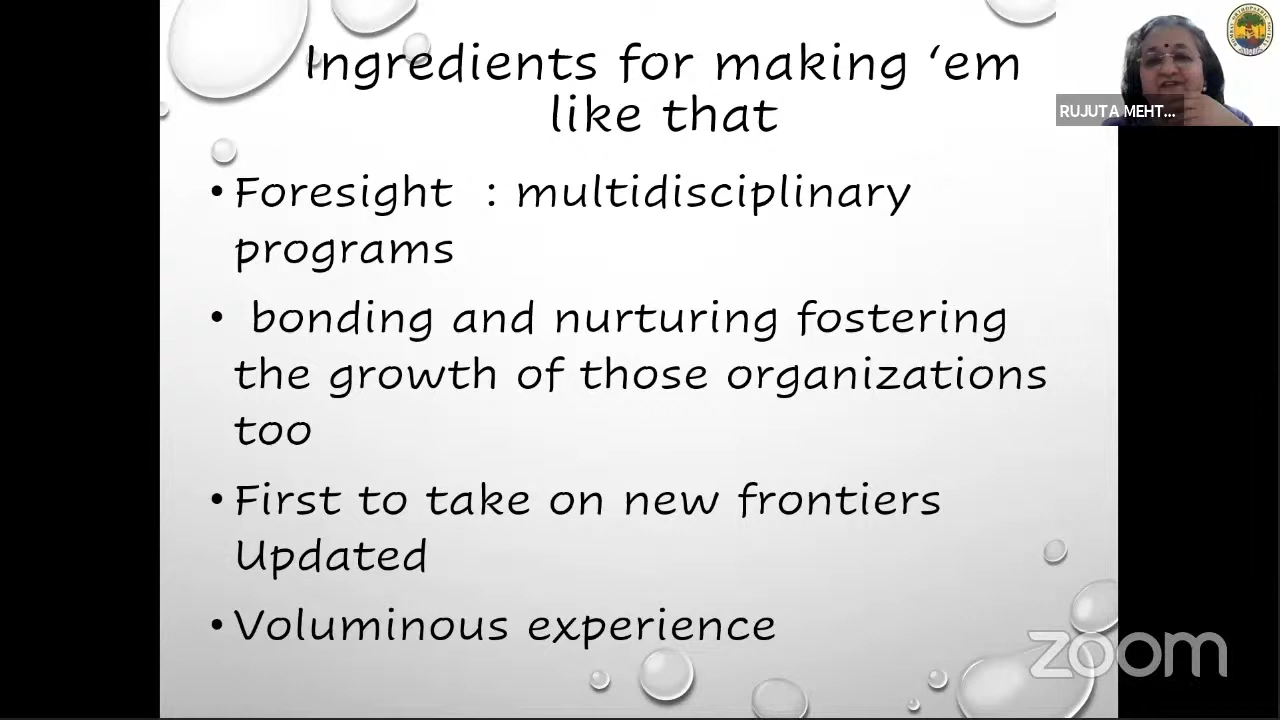 Ingredients for making ‘em
like that
RUJUTA MEHT...
• Foresight : multidisciplinary
programs
• bonding and nurturing fostering
the growth of those organizations
too
• First to take on new frontiers
Updated
• Voluminous experience
zoom